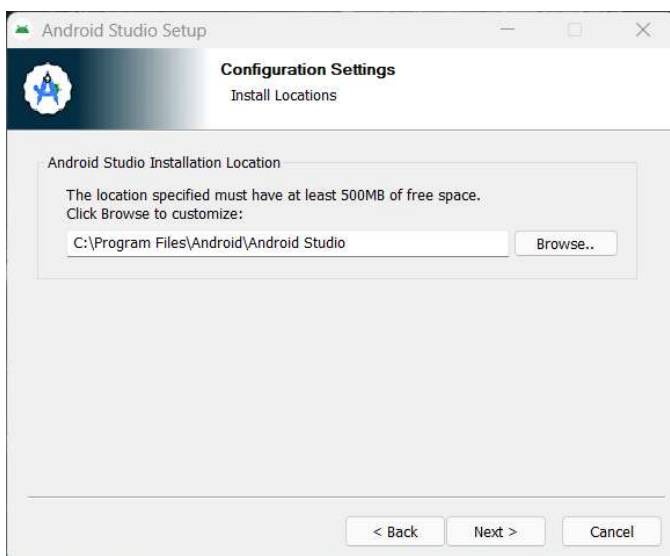 Android Studio Setup
Configuration Settings
Install Locations
Android Studio Installation Location
The location specified must have at least 500MB of free space.
Click Browse to customize:
C:\Program Files\Android\Android Studio
Browse..
< Back
Next >
Cancel